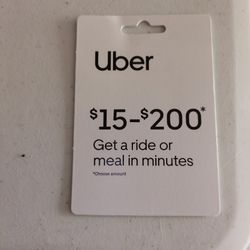 Uber
$15-$200*
Get a ride or
meal in minutes
*Choose amount